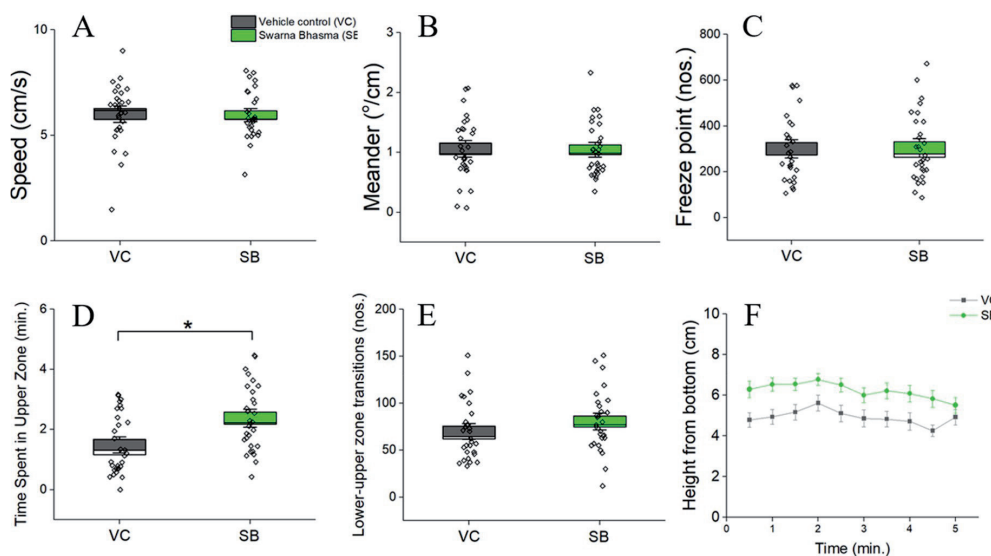 A
Vehicle control (VC)
Swarna Bhasma (SB
Speed (cm/s)
10
5
0
VC
SB
B
Meander (°/cm)
3
2
1
0
VC
SB
C
Freeze point (nos.)
800
600
400
200
0
VC
SB
D
*
Time Spent in Upper Zone (min.)
6
4
2
0
VC
SB
E
Lower-upper zone transitions (nos.)
200
150
100
50
0
VC
SB
F
VC
SB
Height from bottom (cm)
10
8
6
4
2
0
0
1
2
3
4
5
Time (min.)